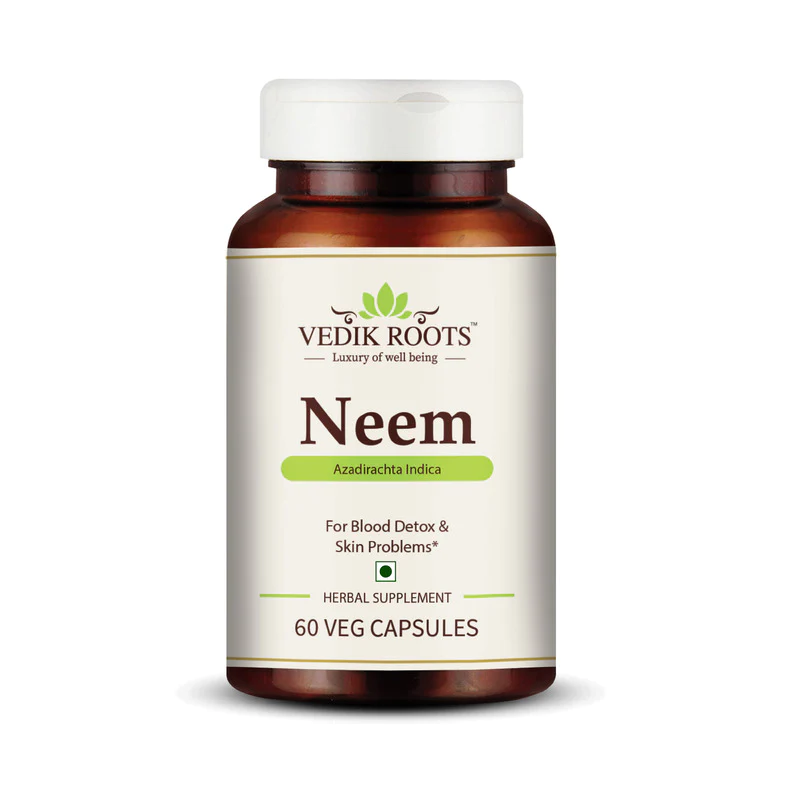 VEDIK ROOTS™
Luxury of well being
Neem
Azadirachta Indica
For Blood Detox &
Skin Problems*
HERBAL SUPPLEMENT
60 VEG CAPSULES